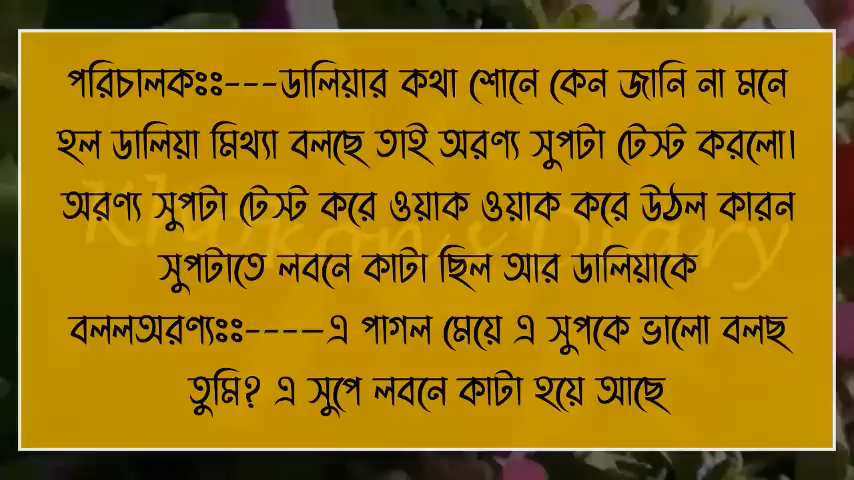 পরিচালকঃঃ---ডালিয়ার কথা শোনে কেন জানি না মনে
হল ডালিয়া মিথ্যা বলছে তাই অরণ্য সুপটা টেস্ট করলো।
অরণ্য সুপটা টেস্ট করে ওয়াক ওয়াক করে উঠল কারন
সুপটাতে লবনে কাটা ছিল আর ডালিয়াকে
বললঅরণ্যঃঃ----–এ পাগল মেয়ে এ সুপকে ভালো বলছ
তুমি? এ সুপে লবনে কাটা হয়ে আছে